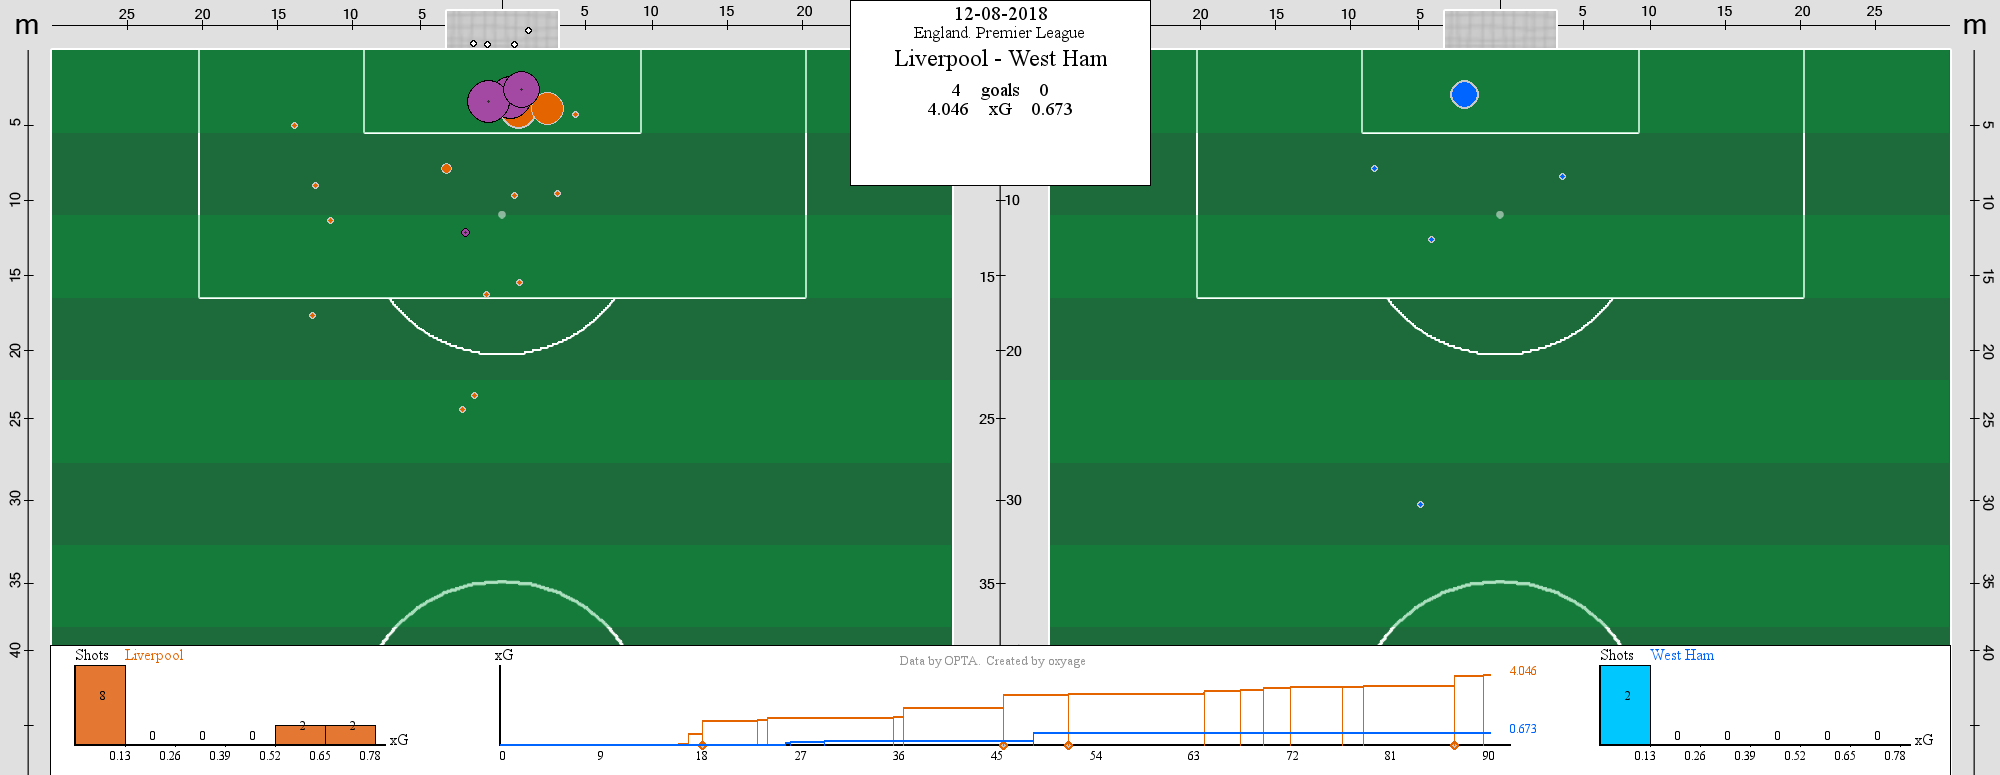 25 20 15 10 5 5 10 15 20
20 15 10 5 5 10 15 20 25
m
m
12-08-2018
England. Premier League
Liverpool - West Ham
4 goals 0
4.046 xG 0.673
5
10
15
20
25
30
35
40
10
15
20
25
30
35
5
10
15
20
25
30
35
40
Shots Liverpool
8
0
0
0
2
2
xG
0.13 0.26 0.39 0.52 0.65 0.78
xG
Data by OPTA. Created by oxyage
4.046
0.673
0 9 18 27 36 45 54 63 72 81 90
Shots West Ham
2
0
0
0
0
0
xG
0.13 0.26 0.39 0.52 0.65 0.78